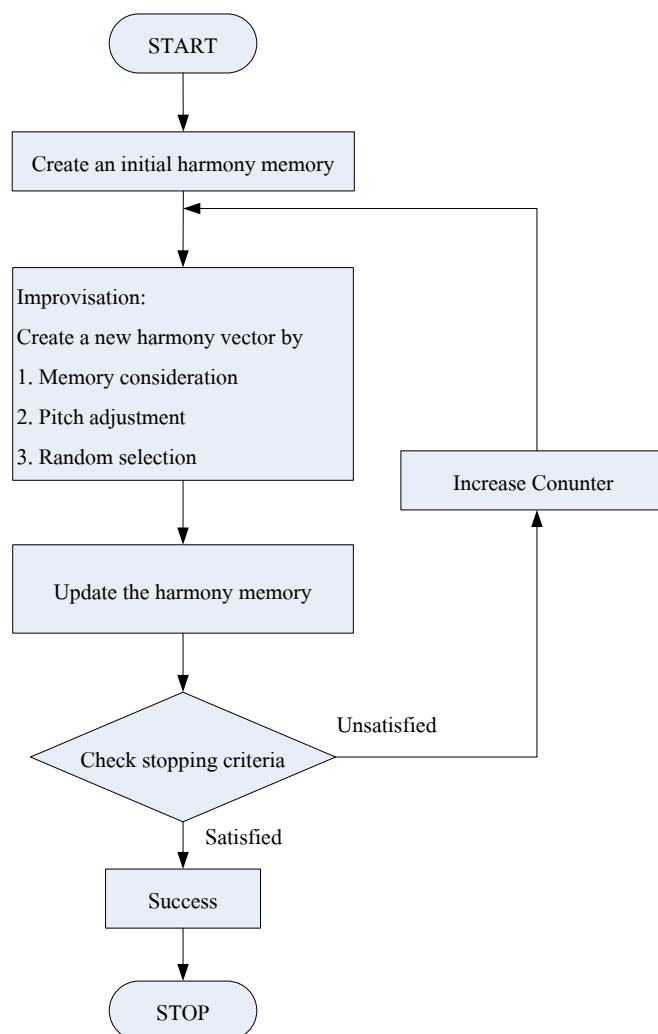 START
Create an initial harmony memory
Improvisation:
Create a new harmony vector by
1. Memory consideration
2. Pitch adjustment
3. Random selection
Increase Conunter
Update the harmony memory
Unsatisfied
Check stopping criteria
Satisfied
Success
STOP